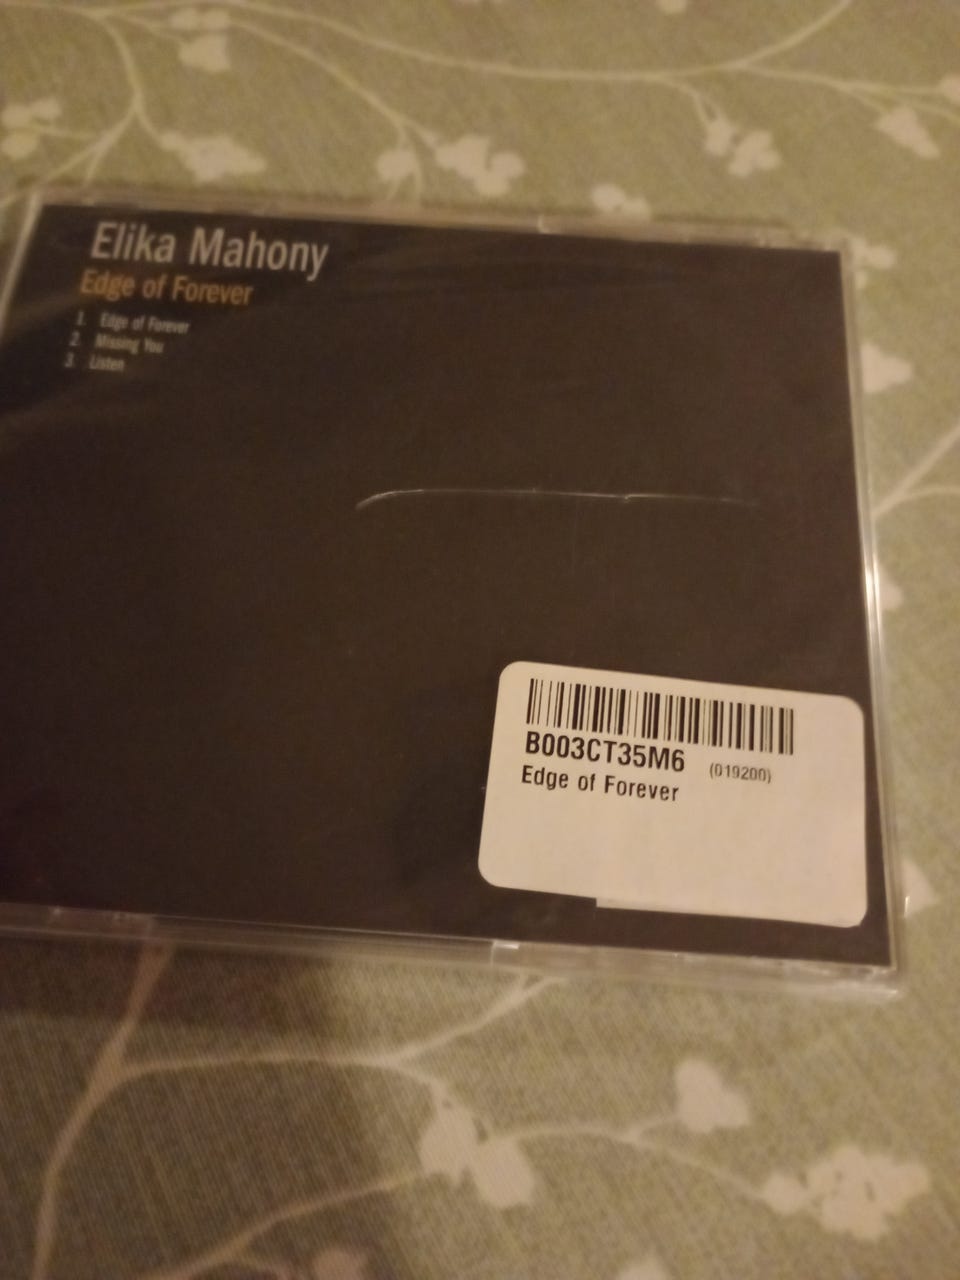 Elika Mahony
Edge of Forever
1. Edge of Forever
2. Missing You
3. Listen
B003CT35M6 (019200)
Edge of Forever